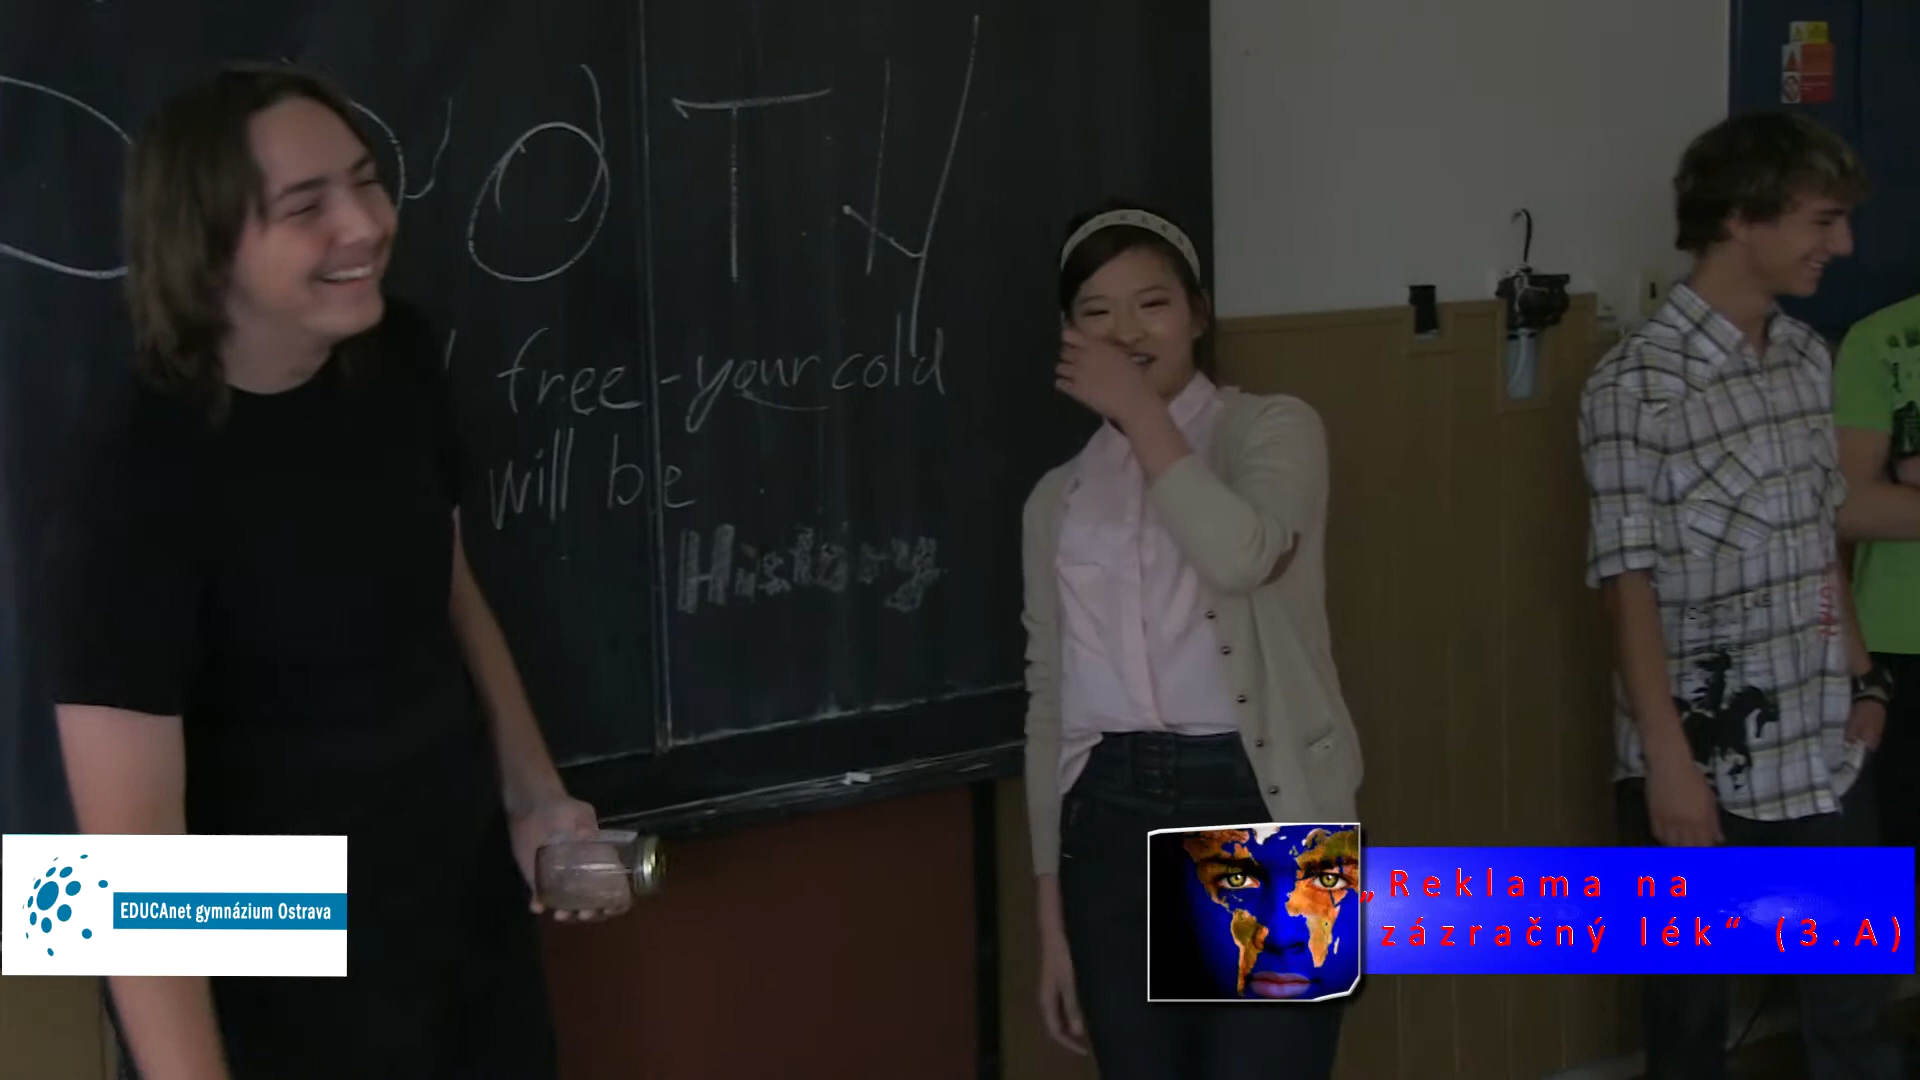 free - your cold
will be
History
EDUCAnet gymnázium Ostrava
„Reklama na
zázračný lék“ (3.A)